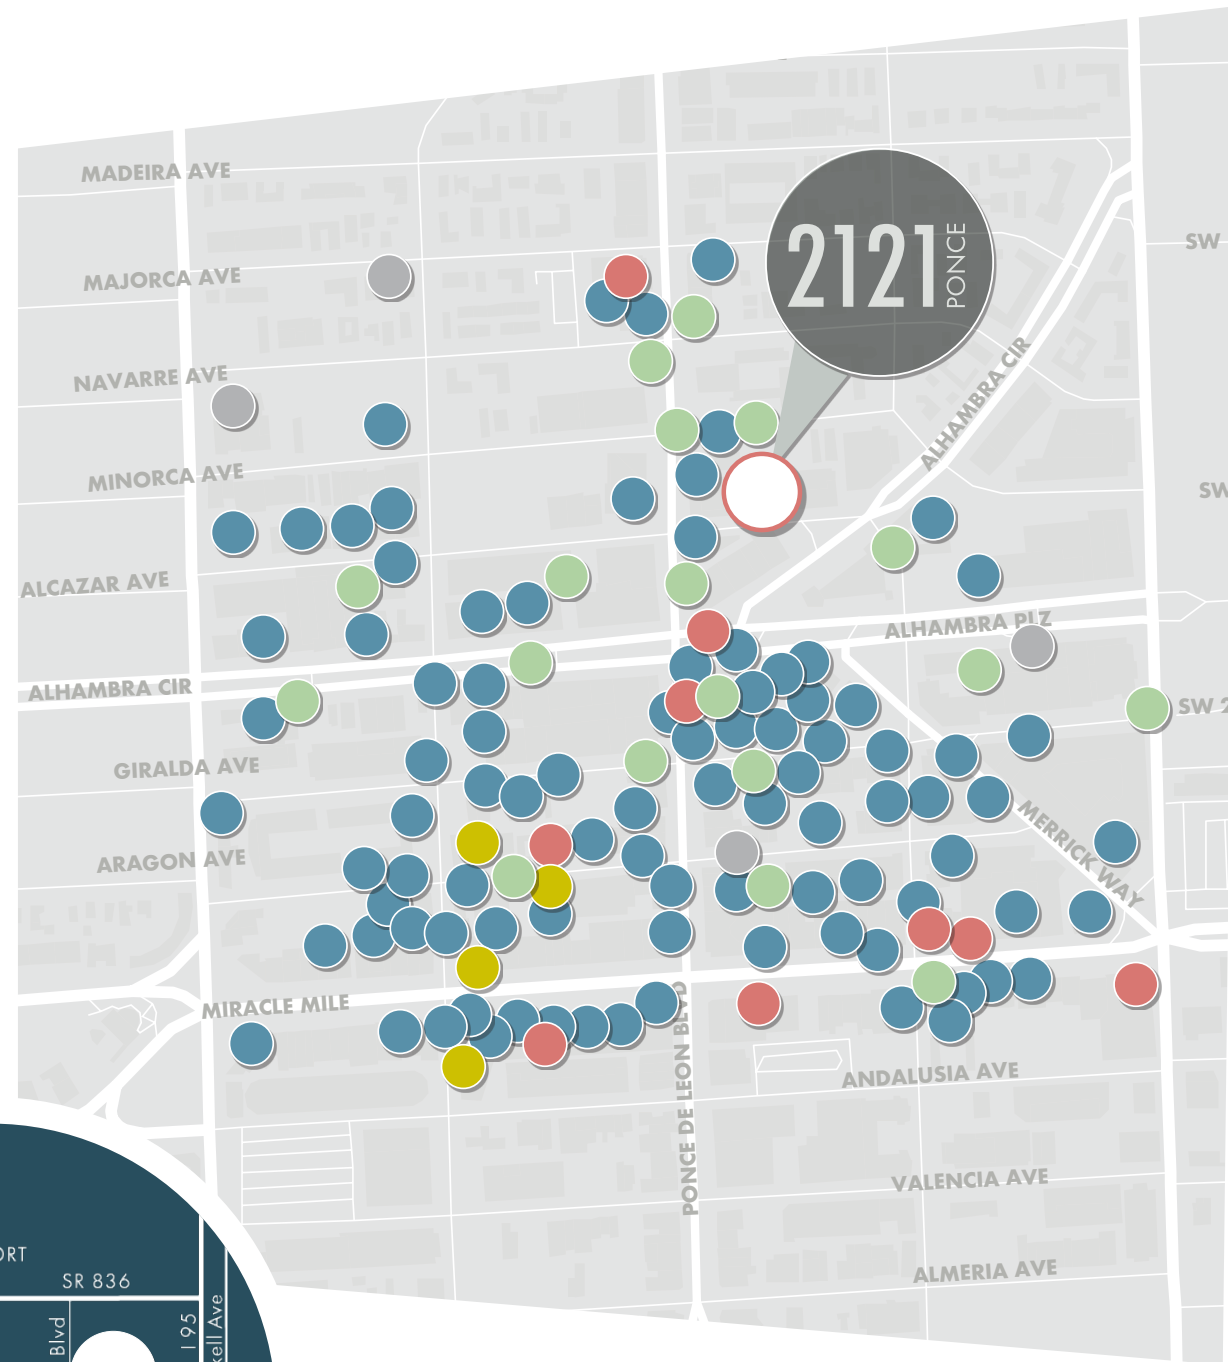 MADEIRA AVE
MAJORCA AVE
2121
PONCE
SW
NAVARRE AVE
ALHAMBRA CIR
MINORCA AVE
SW
ALCAZAR AVE
ALHAMBRA PLZ
ALHAMBRA CIR
SW 2
GIRALDA AVE
MERRICK WAY
ARAGON AVE
MIRACLE MILE
PONCE DE LEON BLVD
ANDALUSIA AVE
VALENCIA AVE
ALMERIA AVE
ORT
SR 836
Blvd
I 95
kell Ave